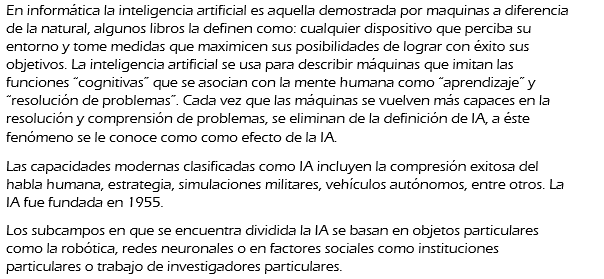 En informática la inteligencia artificial es aquella demostrada por maquinas a diferencia
de la natural, algunos libros la definen como: cualquier dispositivo que perciba su
entorno y tome medidas que maximicen sus posibilidades de lograr con éxito sus
objetivos. La inteligencia artificial se usa para describir máquinas que imitan las
funciones “cognitivas” que se asocian con la mente humana como “aprendizaje” y
“resolución de problemas”. Cada vez que las máquinas se vuelven más capaces en la
resolución y comprensión de problemas, se eliminan de la definición de IA, a éste
fenómeno se le conoce como como efecto de la IA.
Las capacidades modernas clasificadas como IA incluyen la compresión exitosa del
habla humana, estrategia, simulaciones militares, vehículos autónomos, entre otros. La
IA fue fundada en 1955.
Los subcampos en que se encuentra dividida la IA se basan en objetos particulares
como la robótica, redes neuronales o en factores sociales como instituciones
particulares o trabajo de investigadores particulares.